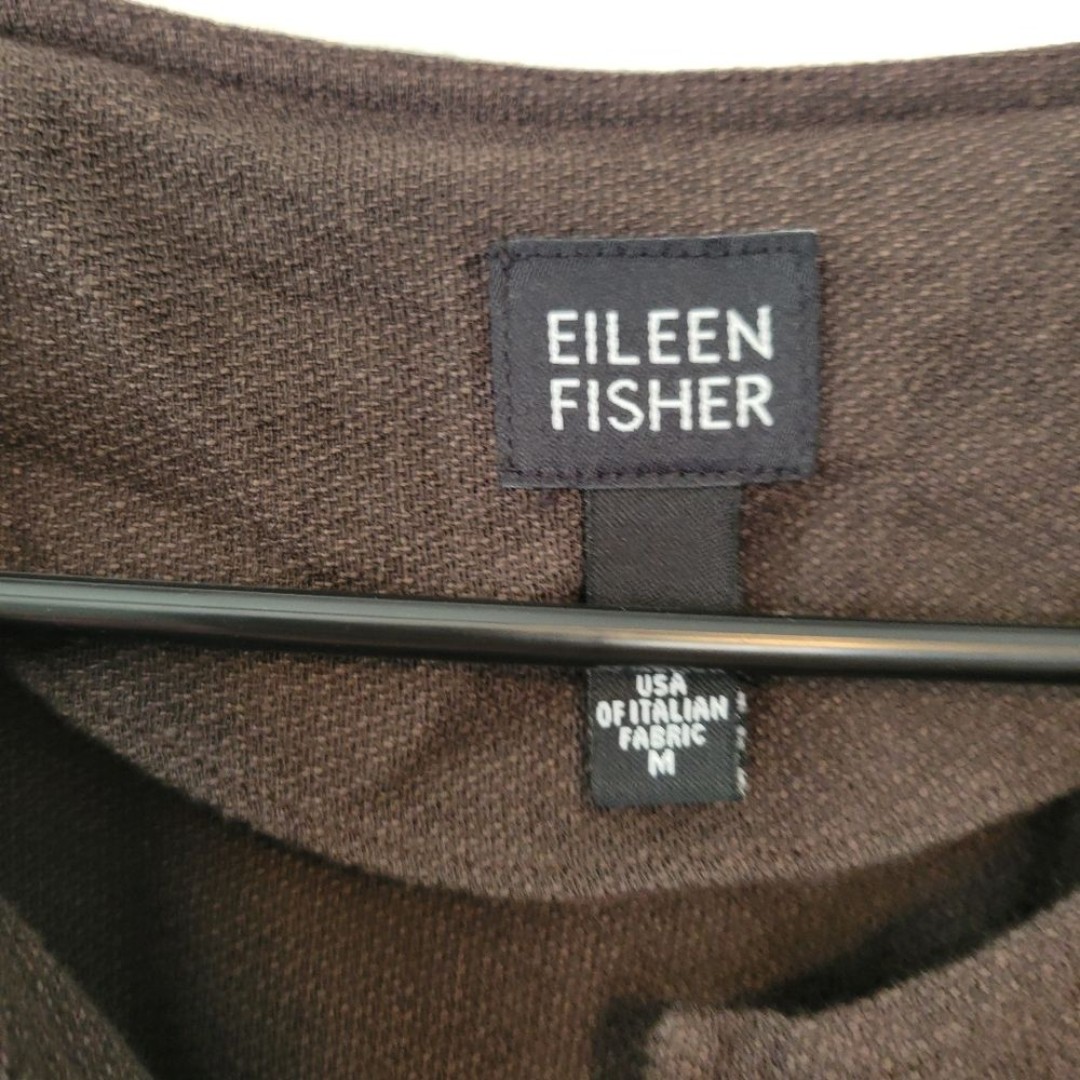 EILEEN
FISHER
USA
OF ITALIAN
FABRIC
M